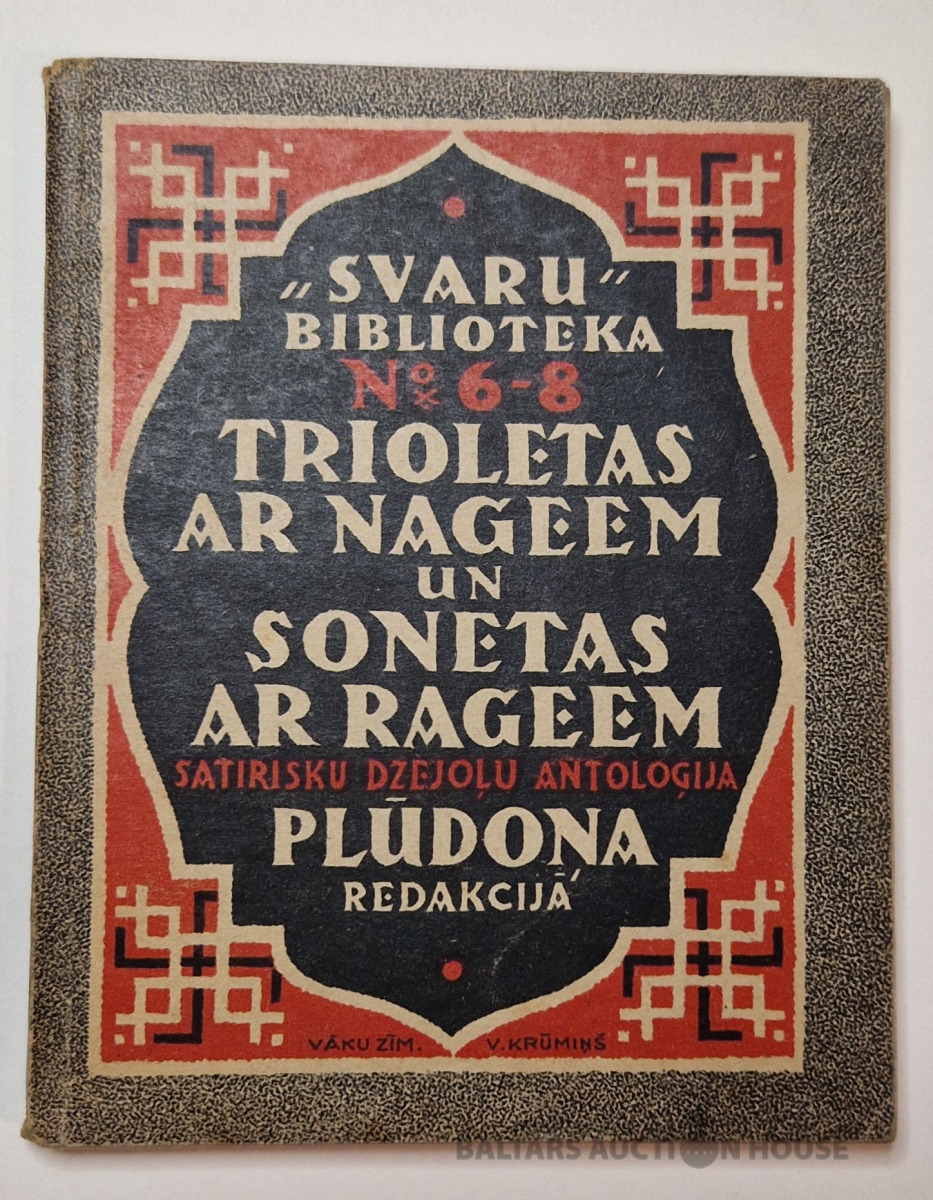 „SVARU"
BIBLIOTEKA
Nº 6-8
TRIOLETAS
AR NAGEEM
UN
SONETAS
AR RAGEEM
SATIRISKU DZEJOĻU ANTOLOĢIJA
PLŪDOŅA
REDAKCIJĀ
VĀKU ZĪM. V. KRŪMIŅŠ
BALTARS AUCTION HOUSE